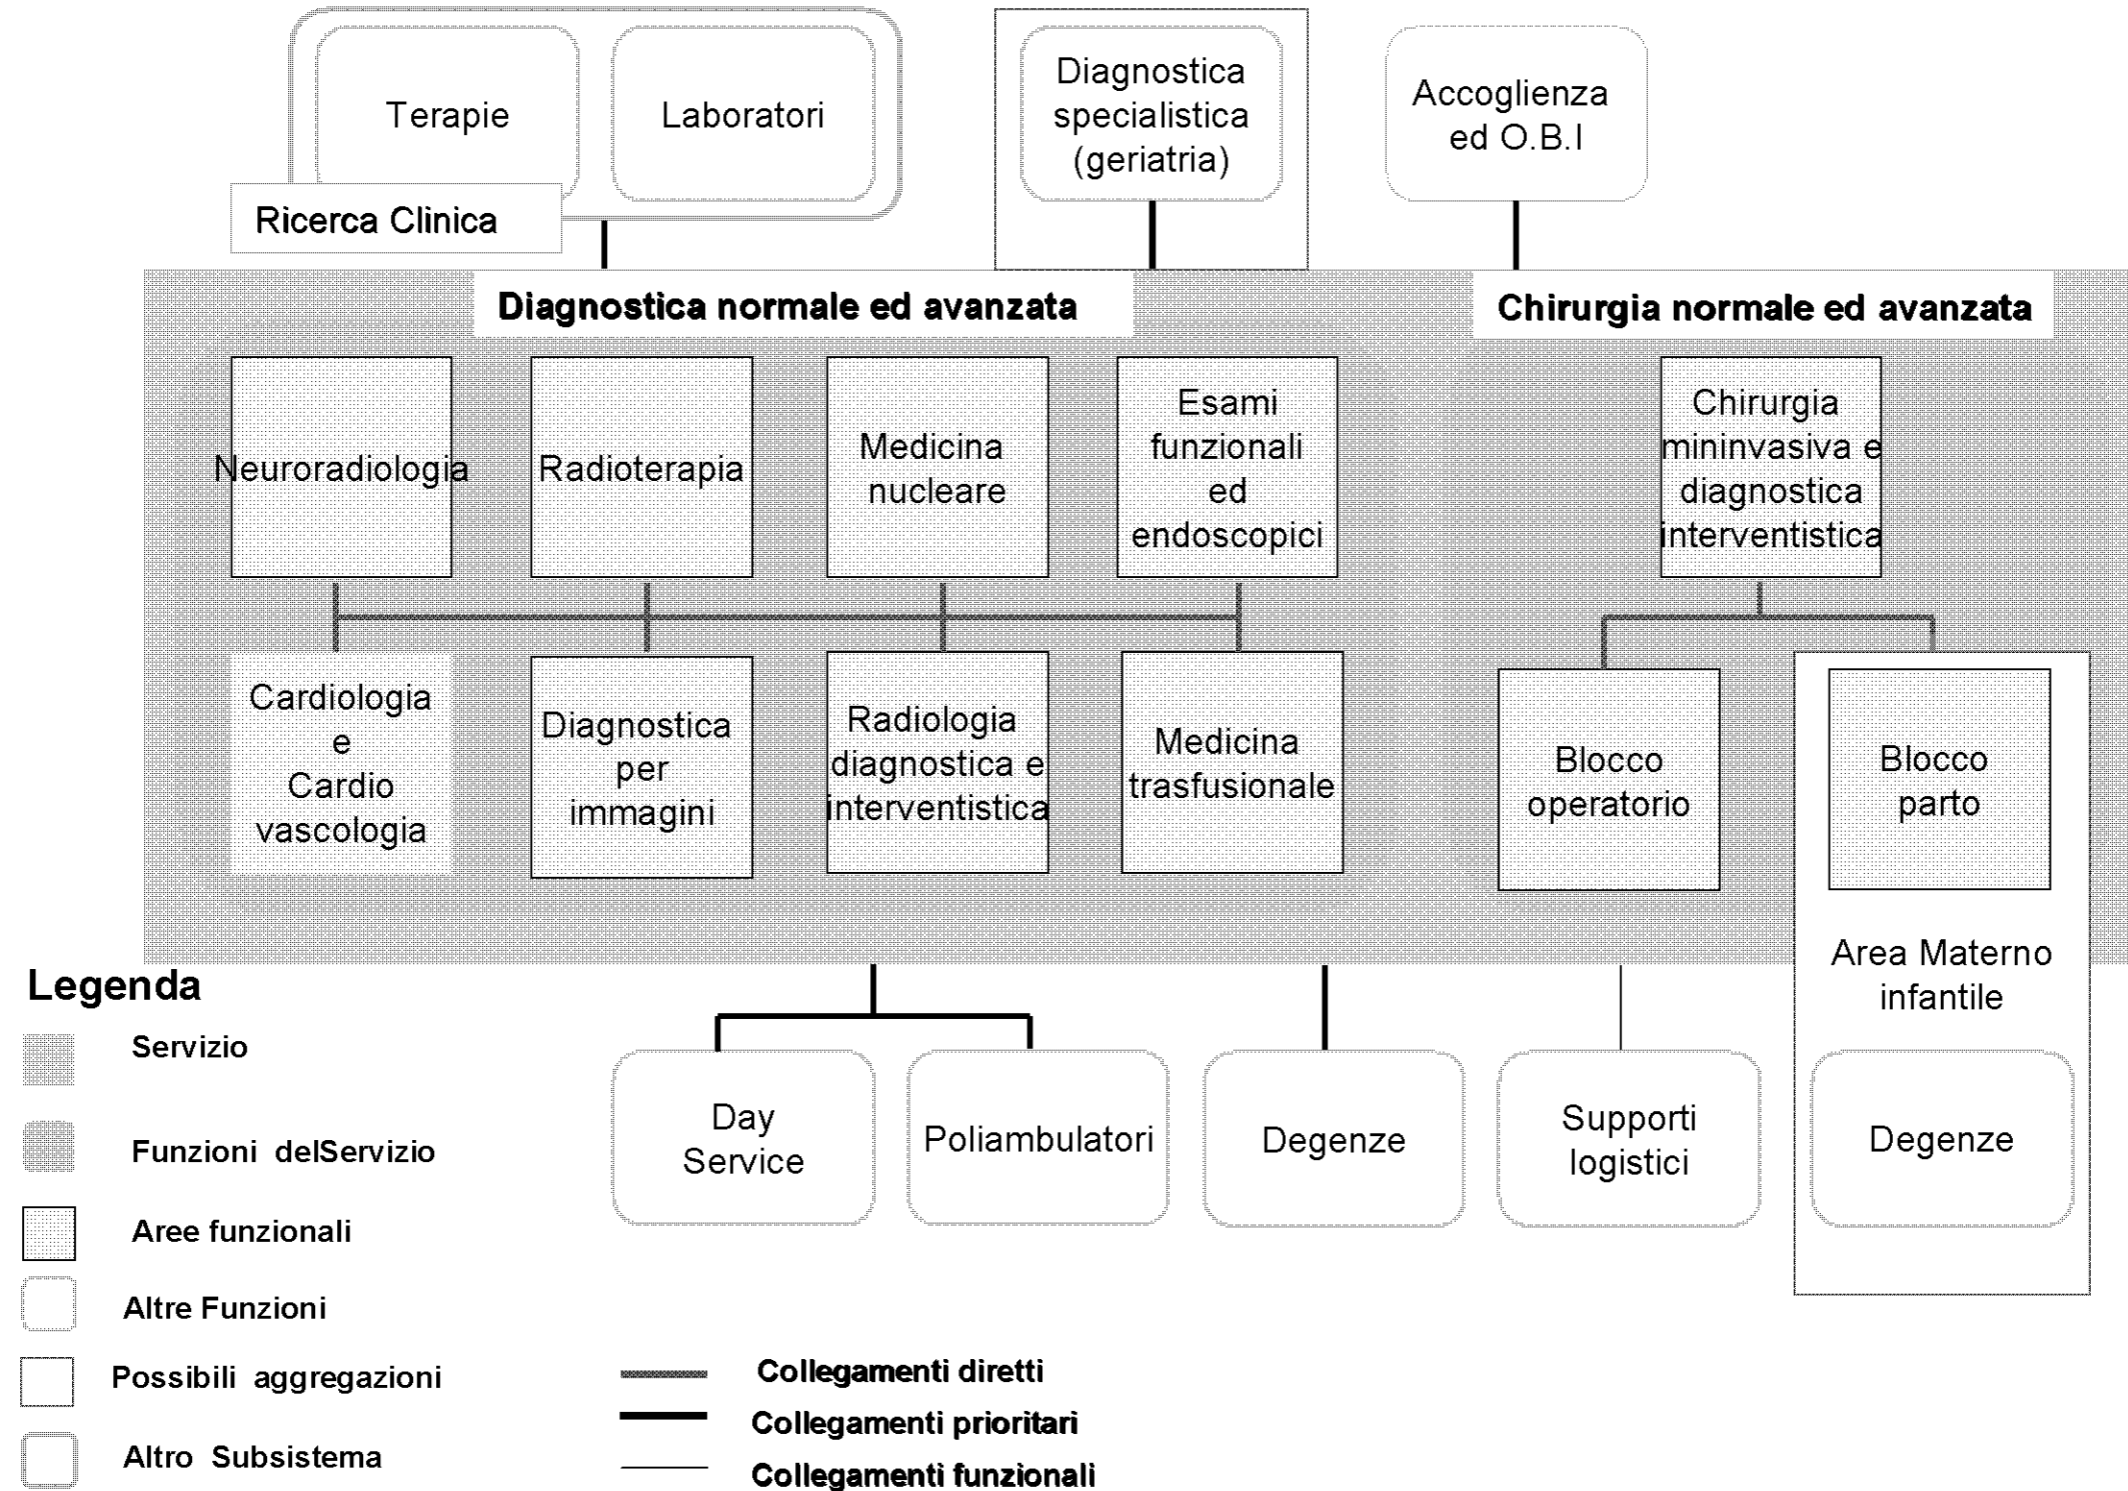 Terapie
Laboratori
Ricerca Clinica
Diagnostica
specialistica
(geriatria)
Accoglienza
ed O.B.I
Diagnostica normale ed avanzata
Chirurgia normale ed avanzata
Neuroradiologia
Radioterapia
Medicina
nucleare
Esami
funzionali
ed
endoscopici
Chirurgia
mininvasiva e
diagnostica
interventistica
Cardiologia
e
Cardio
vascologia
Diagnostica
per
immagini
Radiologia
diagnostica e
interventistica
Medicina
trasfusionale
Blocco
operatorio
Blocco
parto
Area Materno
infantile
Day
Service
Poliambulatori
Degenze
Supporti
logistici
Degenze
Legenda
Servizio
Funzioni delServizio
Aree funzionali
Altre Funzioni
Possibili aggregazioni
Altro Subsistema
Collegamenti diretti
Collegamenti prioritari
Collegamenti funzionali